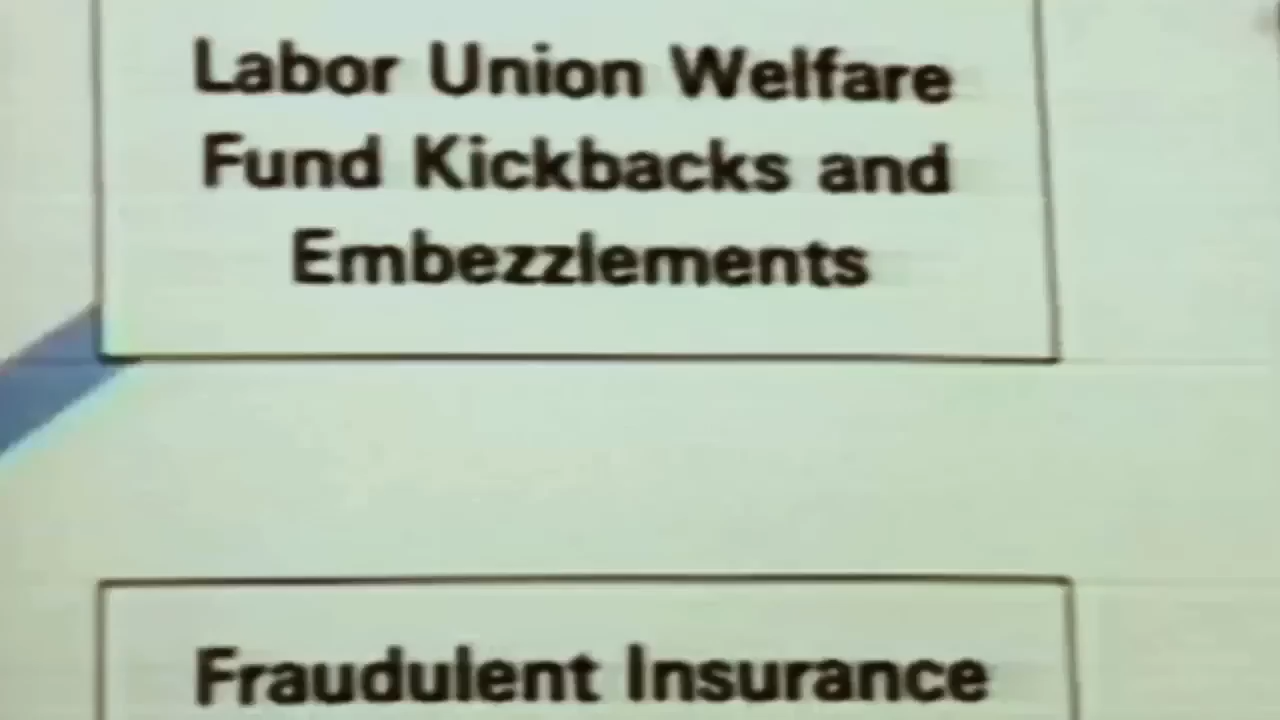 Labor Union Welfare
Fund Kickbacks and
Embezzlements
Fraudulent Insurance